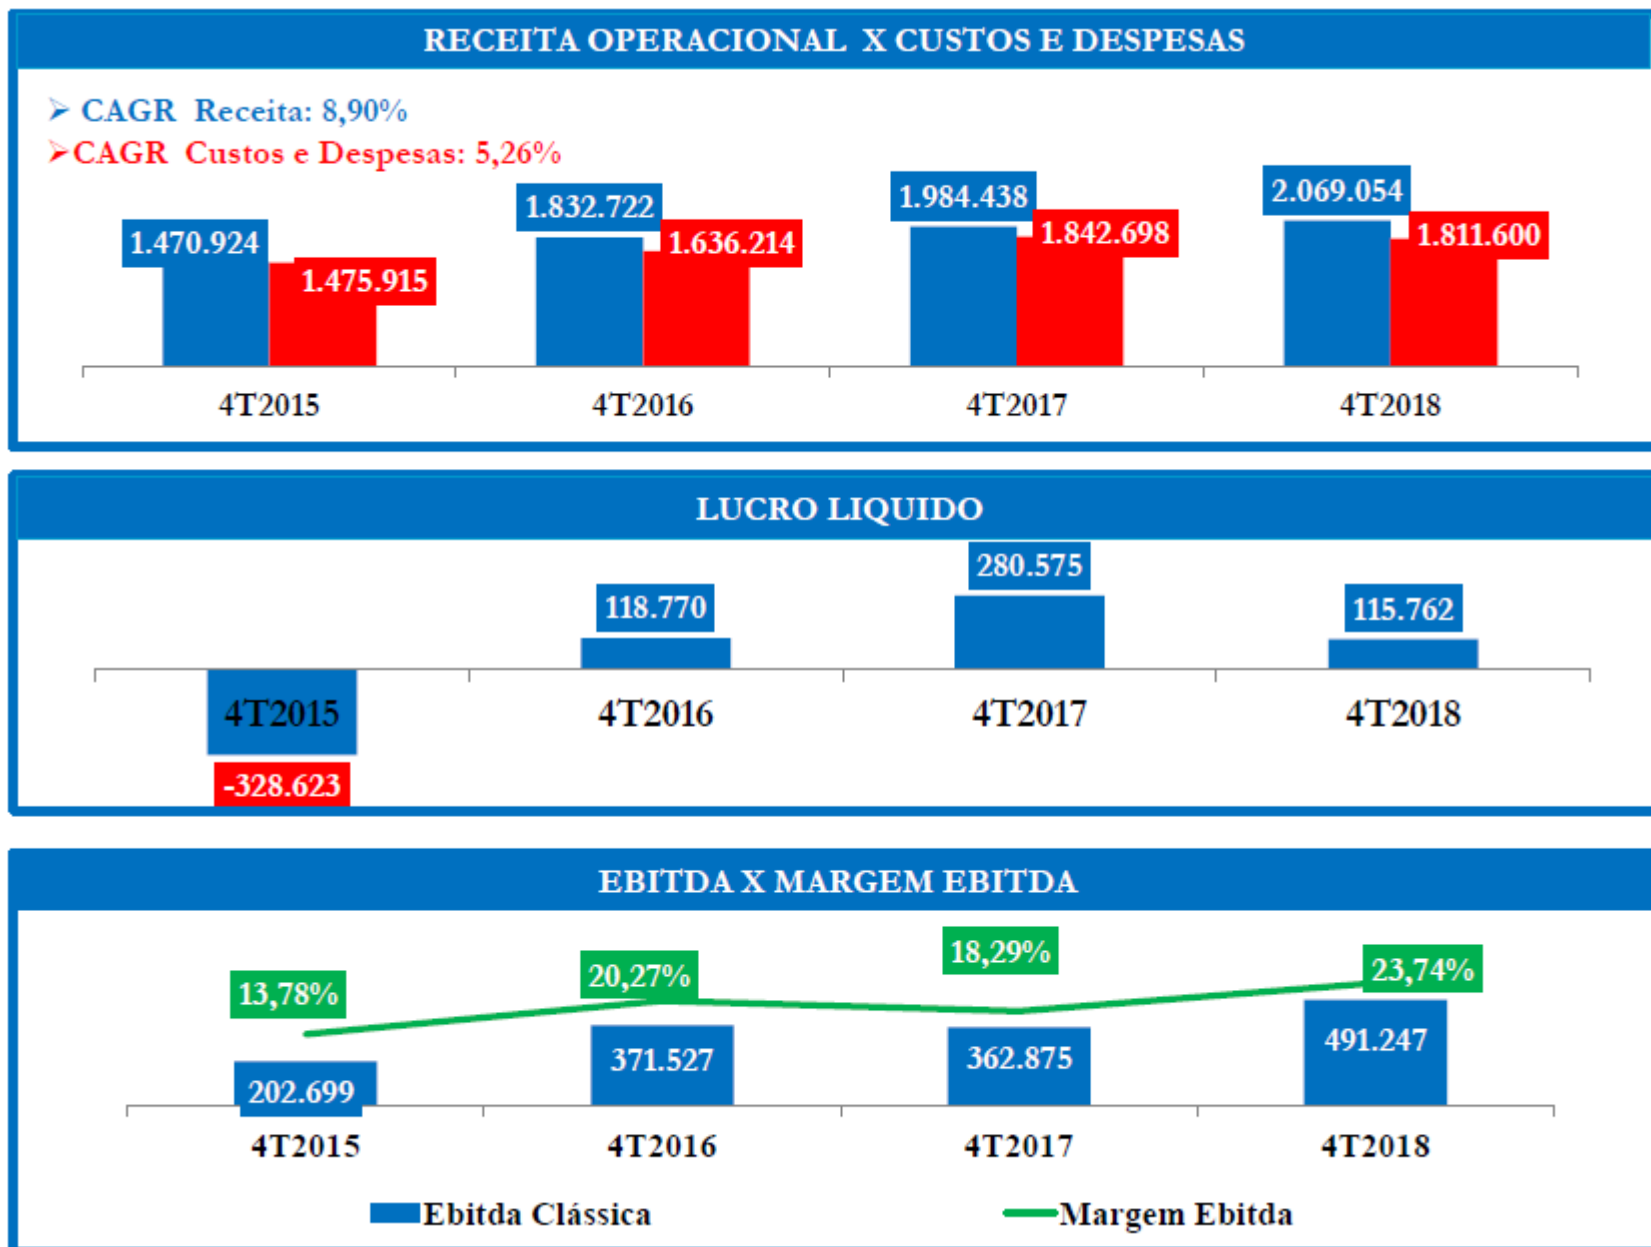 RECEITA OPERACIONAL X CUSTOS E DESPESAS
➢ CAGR Receita: 8,90%
➢CAGR Custos e Despesas: 5,26%
1.470.924
1.475.915
1.832.722
1.636.214
1.984.438
1.842.698
2.069.054
1.811.600
4T2015
4T2016
4T2017
4T2018
LUCRO LIQUIDO
118.770
280.575
115.762
4T2015
4T2016
4T2017
4T2018
-328.623
EBITDA X MARGEM EBITDA
13,78%
20,27%
18,29%
23,74%
202.699
371.527
362.875
491.247
4T2015
4T2016
4T2017
4T2018
Ebitda Clássica
Margem Ebitda